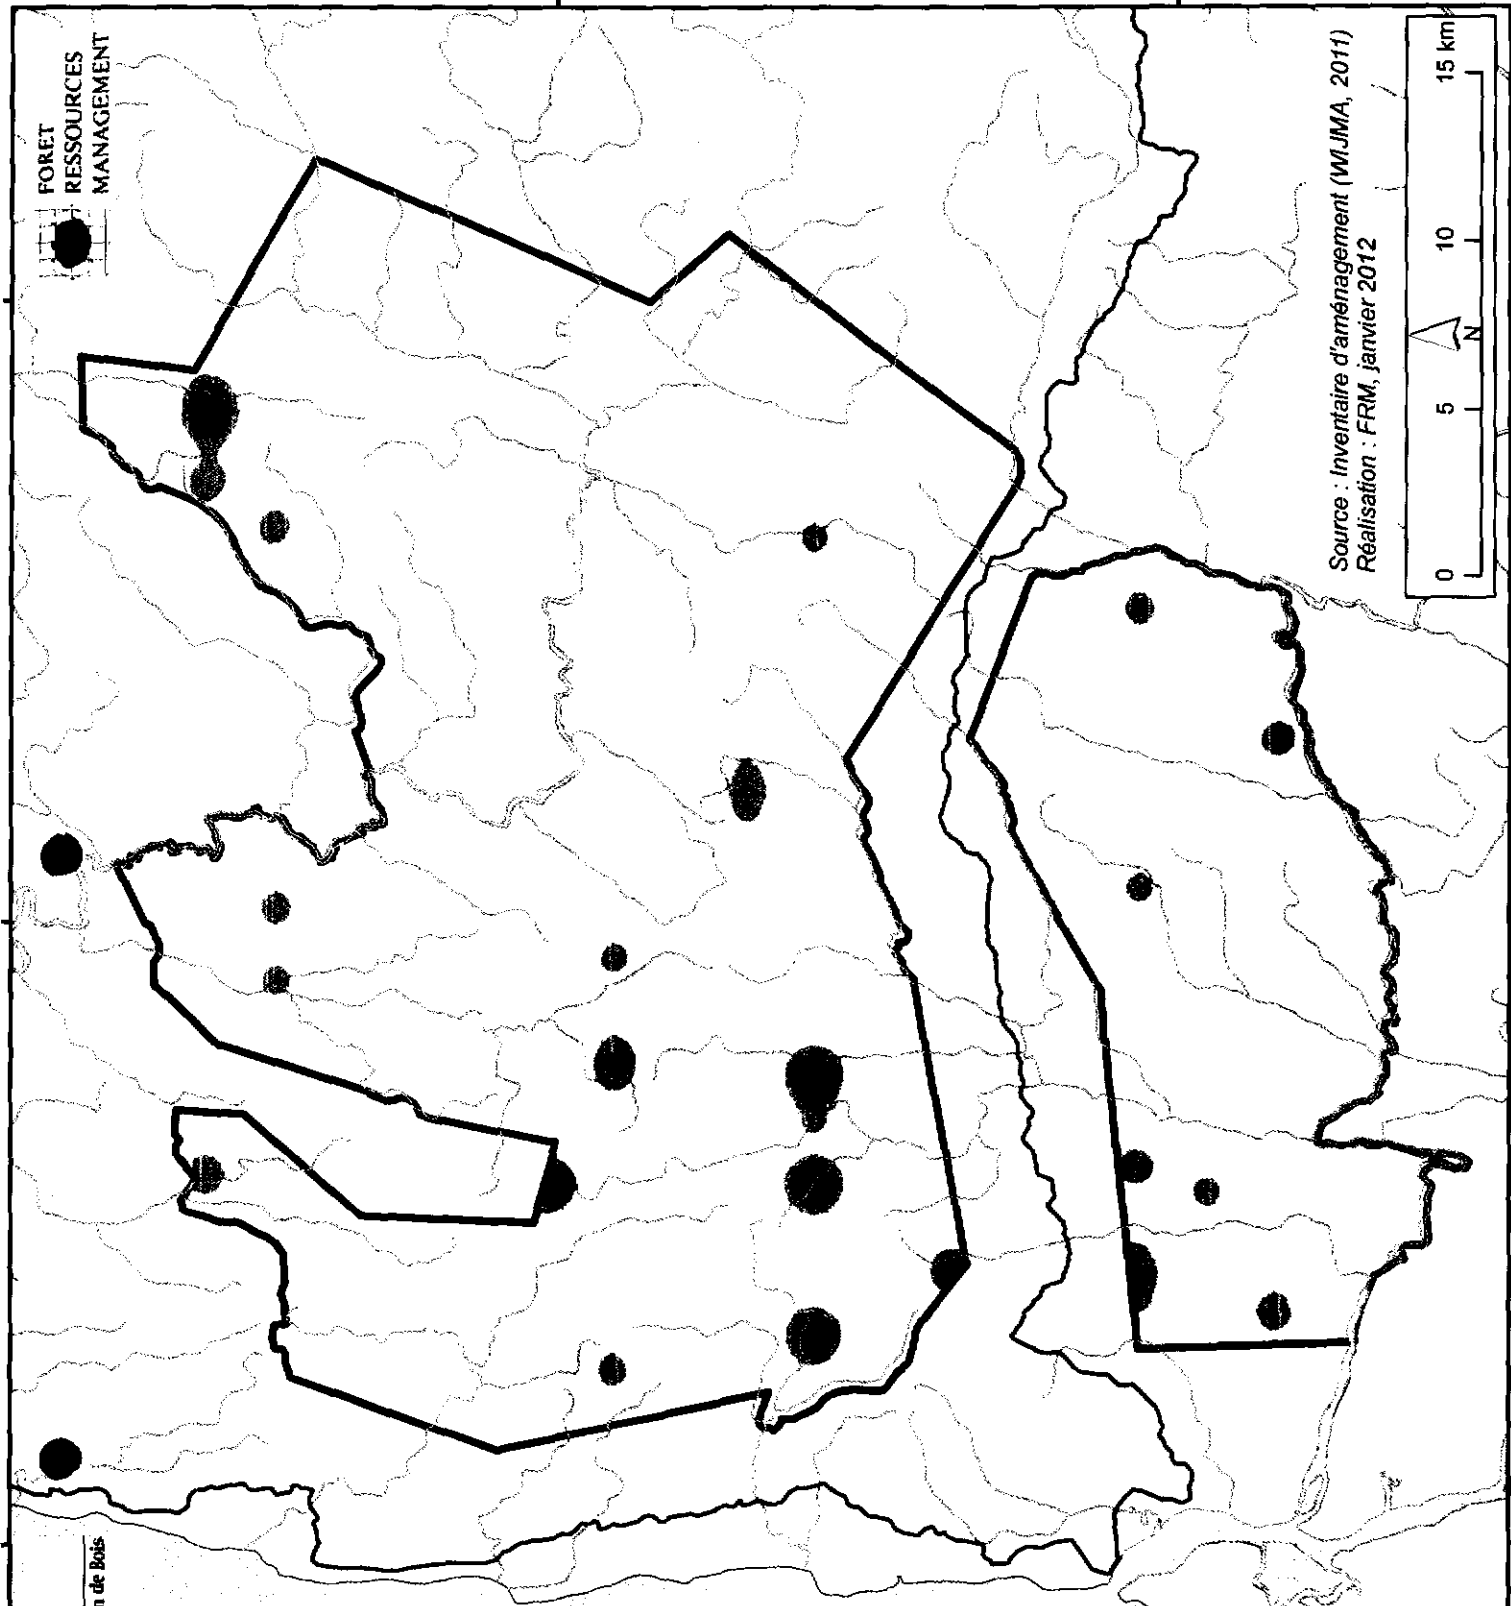 FORET
RESSOURCES
MANAGEMENT
n de Bois
Source : Inventaire d'aménagement (WIJMA, 2011)
Réalisation : FRM, janvier 2012
N
0 5 10 15 km